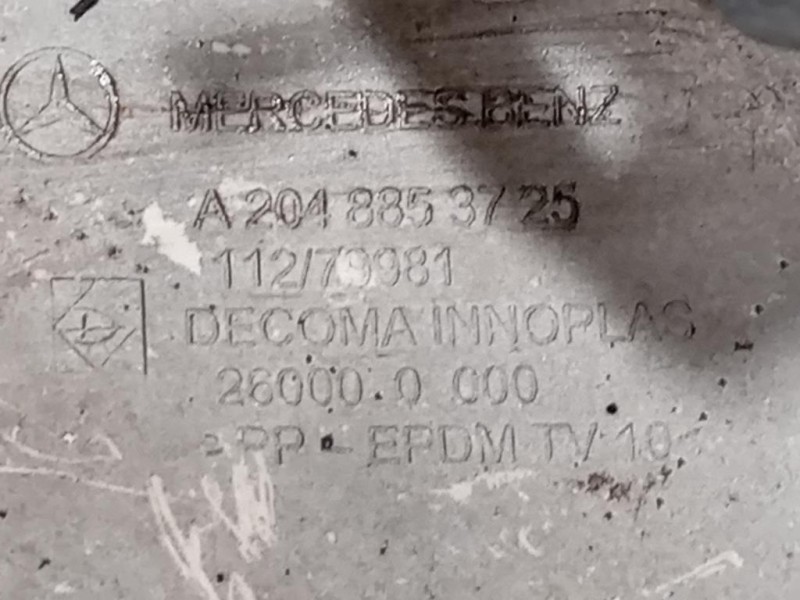 MERCEDES-BENZ
A 204 885 37 25
112/79981
DECOMA INNOPLAS
26000.0 000
- PP - EPDM TV 10